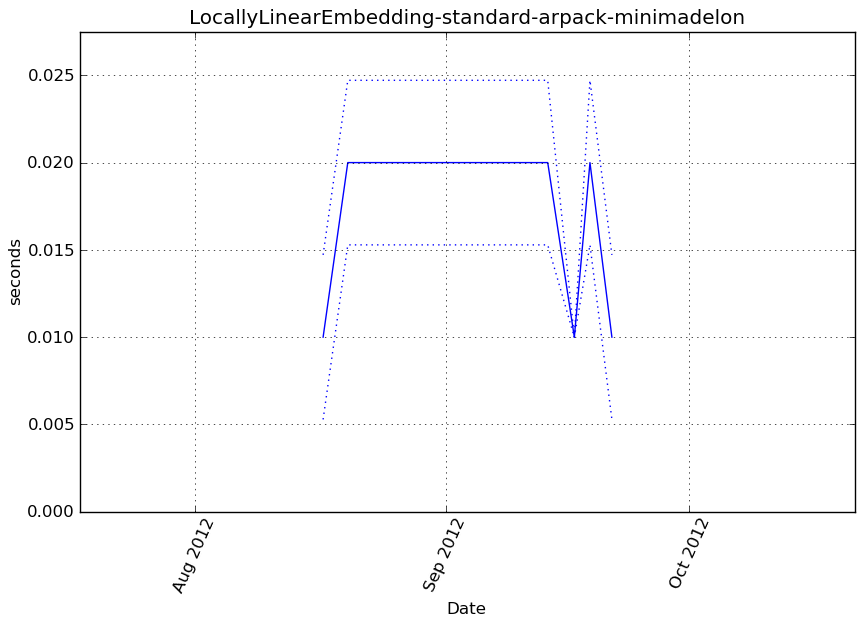 LocallyLinearEmbedding-standard-arpack-minimadelon
0.025
0.020
0.015
0.010
0.005
0.000
seconds
Aug 2012
Sep 2012
Oct 2012
Date